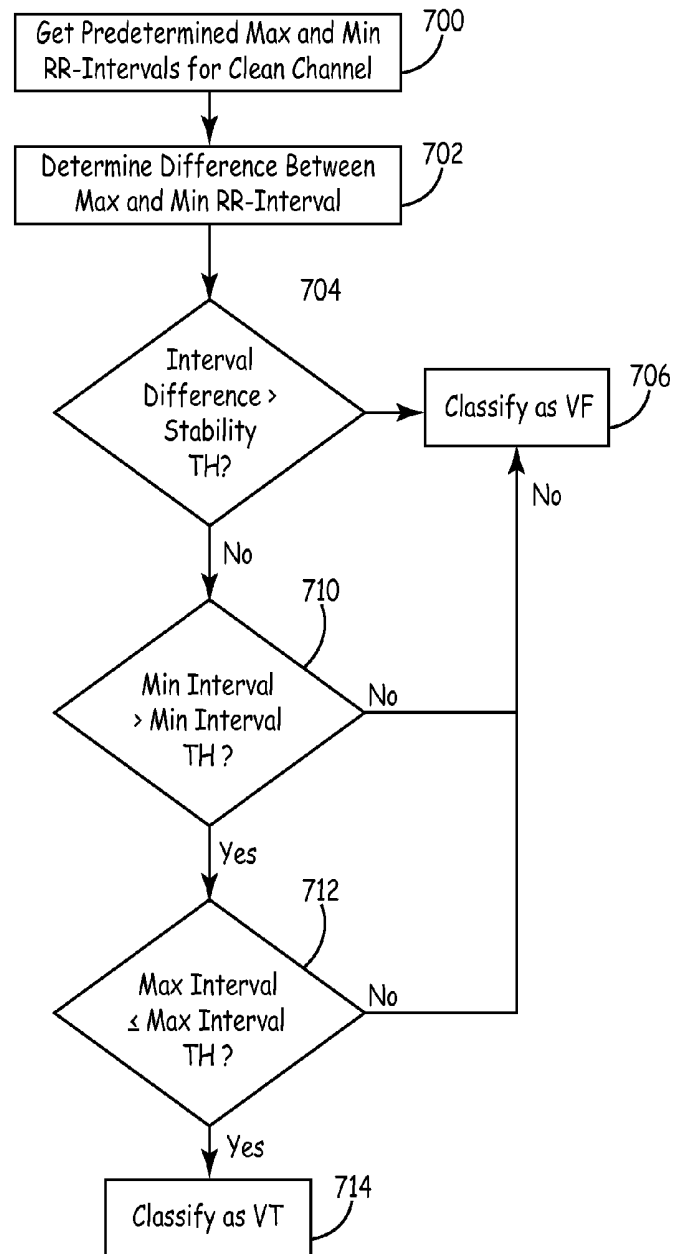 Get Predetermined Max and Min
RR-Intervals for Clean Channel
700
Determine Difference Between
Max and Min RR-Interval
702
704
Interval
Difference >
Stability
TH?
Classify as VF
706
No
No
710
Min Interval
> Min Interval
TH ?
No
Yes
712
Max Interval
≤ Max Interval
TH ?
No
Yes
Classify as VT
714